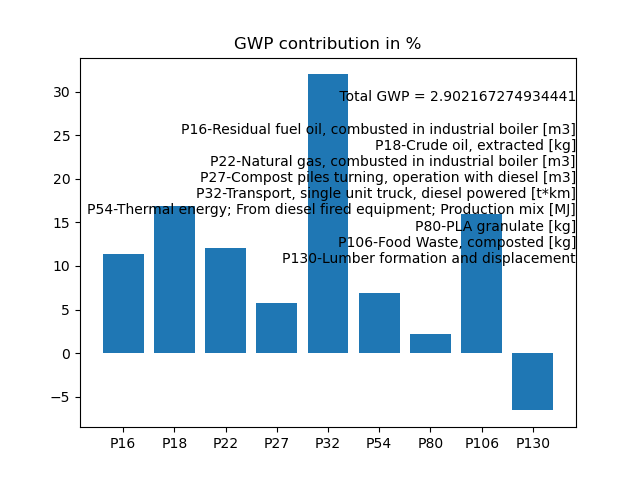 GWP contribution in %
30
25
20
15
10
5
0
−5
Total GWP = 2.902167274934441
P16-Residual fuel oil, combusted in industrial boiler [m3]
P18-Crude oil, extracted [kg]
P22-Natural gas, combusted in industrial boiler [m3]
P27-Compost piles turning, operation with diesel [m3]
P32-Transport, single unit truck, diesel powered [t*km]
P54-Thermal energy; From diesel fired equipment; Production mix [MJ]
P80-PLA granulate [kg]
P106-Food Waste, composted [kg]
P130-Lumber formation and displacement
P16 P18 P22 P27 P32 P54 P80 P106 P130